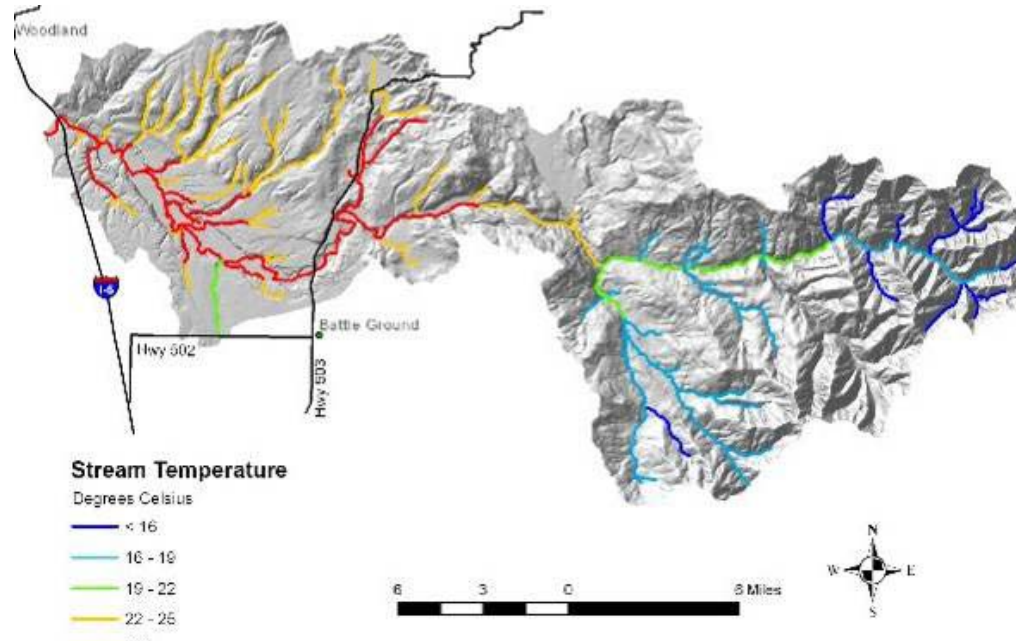 Woodland
I-5
Battle Ground
Hwy 502
Hwy 503
Stream Temperature
Degrees Celsius
< 16
16 - 19
19 - 22
22 - 25
N
W E
S
6 3 0 6 Miles